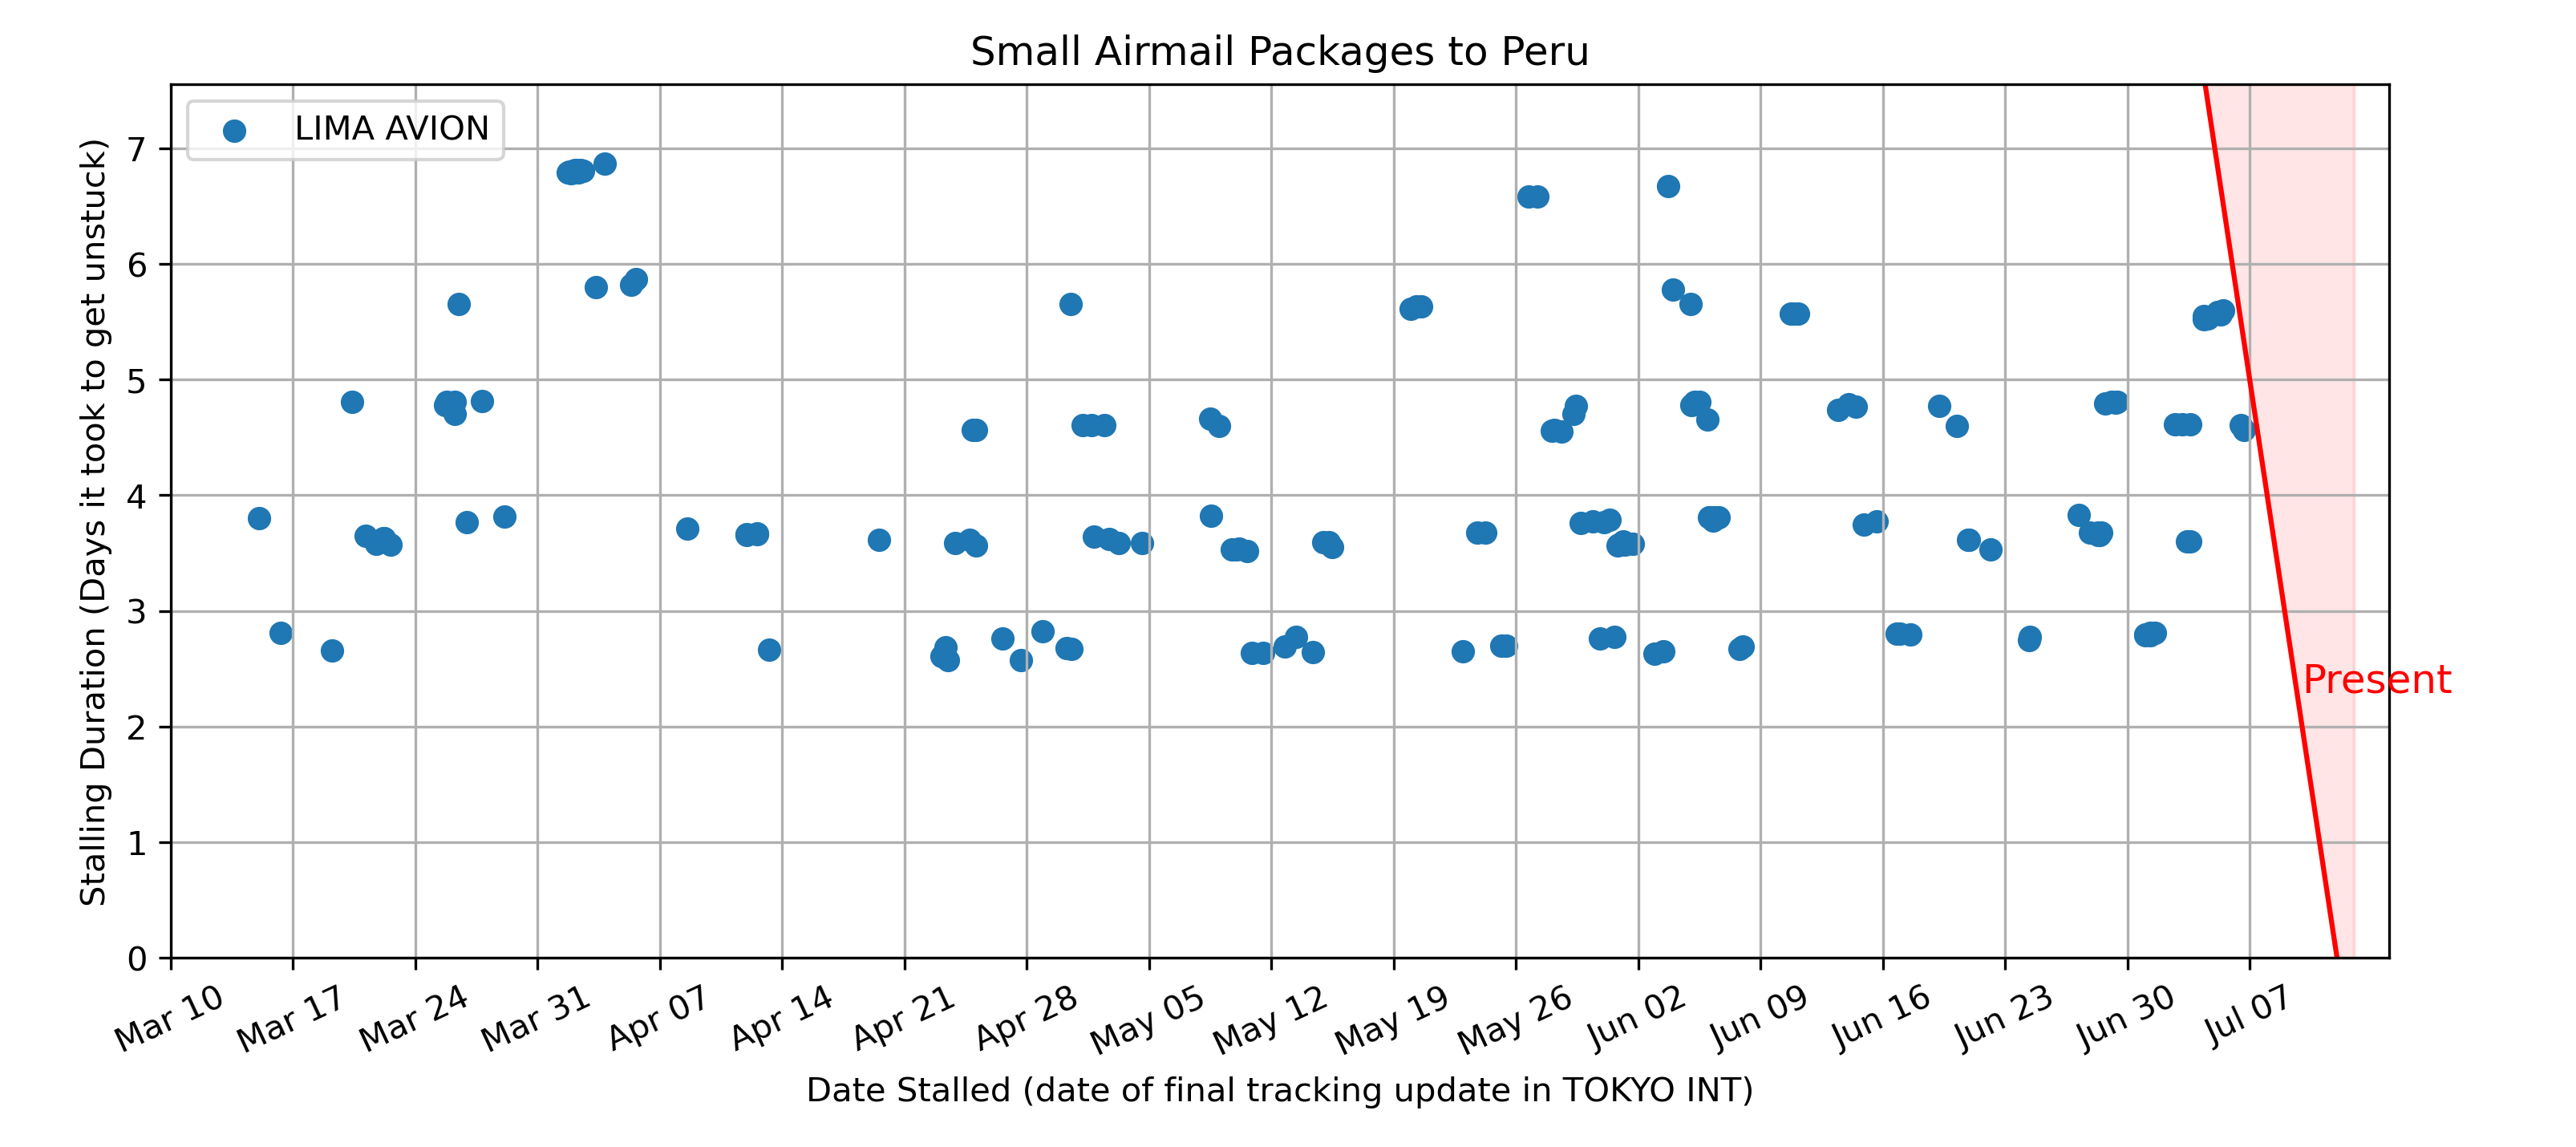 Small Airmail Packages to Peru
LIMA AVION
Stalling Duration (Days it took to get unstuck)
7
6
5
4
3
2
1
0
Present
Mar 10
Mar 17
Mar 24
Mar 31
Apr 07
Apr 14
Apr 21
Apr 28
May 05
May 12
May 19
May 26
Jun 02
Jun 09
Jun 16
Jun 23
Jun 30
Jul 07
Date Stalled (date of final tracking update in TOKYO INT)